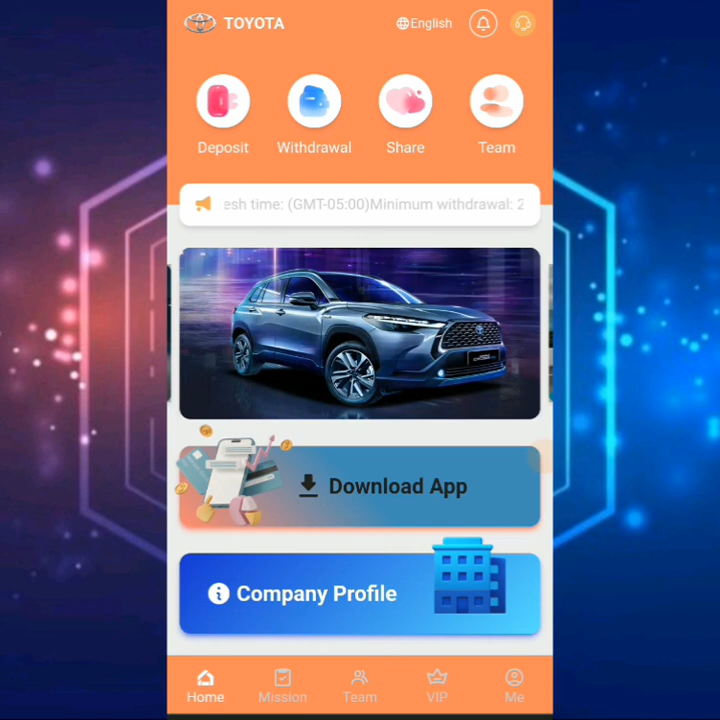 TOYOTA
English
Deposit
Withdrawal
Share
Team
esh time: (GMT-05:00)Minimum withdrawal: 2
Download App
Company Profile
Home
Mission
Team
VIP
Me